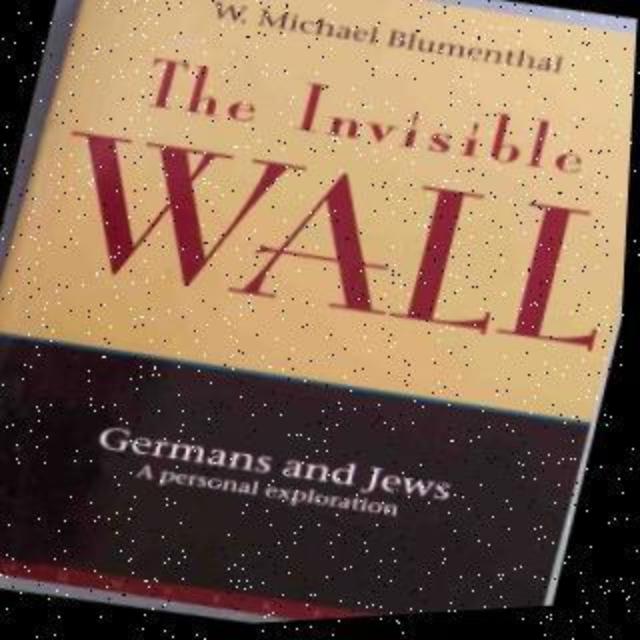 W. Michael Blumenthal
The Invisible
WALL
Germans and Jews
A personal exploration